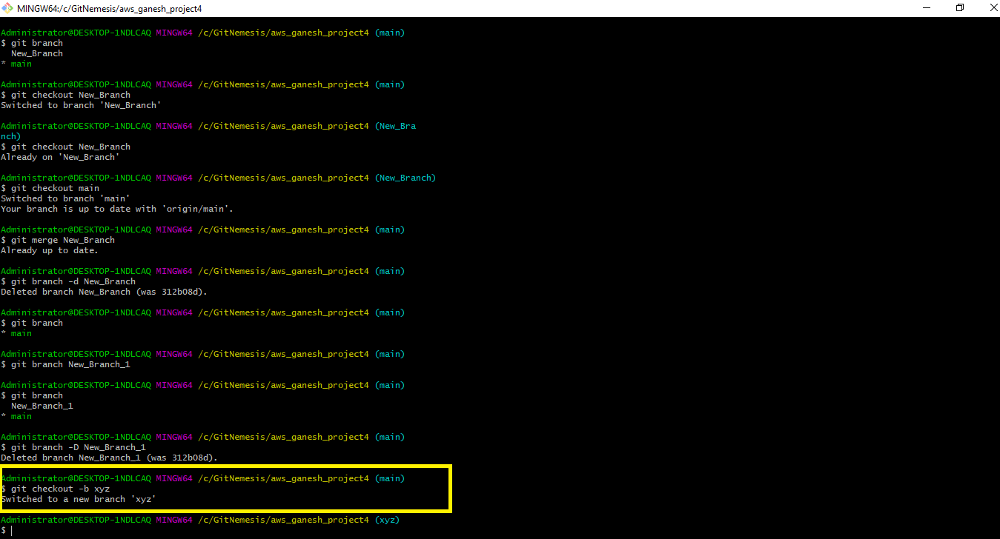 MINGW64:/c/GitNemesis/aws_ganesh_project4
Administrator@DESKTOP-1NDLCAQ MINGW64 /c/GitNemesis/aws_ganesh_project4 (main)
$ git branch
  New_Branch
* main
Administrator@DESKTOP-1NDLCAQ MINGW64 /c/GitNemesis/aws_ganesh_project4 (main)
$ git checkout New_Branch
Switched to branch 'New_Branch'
Administrator@DESKTOP-1NDLCAQ MINGW64 /c/GitNemesis/aws_ganesh_project4 (New_Bra
nch)
$ git checkout New_Branch
Already on 'New_Branch'
Administrator@DESKTOP-1NDLCAQ MINGW64 /c/GitNemesis/aws_ganesh_project4 (New_Branch)
$ git checkout main
Switched to branch 'main'
Your branch is up to date with 'origin/main'.
Administrator@DESKTOP-1NDLCAQ MINGW64 /c/GitNemesis/aws_ganesh_project4 (main)
$ git merge New_Branch
Already up to date.
Administrator@DESKTOP-1NDLCAQ MINGW64 /c/GitNemesis/aws_ganesh_project4 (main)
$ git branch -d New_Branch
Deleted branch New_Branch (was 312b08d).
Administrator@DESKTOP-1NDLCAQ MINGW64 /c/GitNemesis/aws_ganesh_project4 (main)
$ git branch
* main
Administrator@DESKTOP-1NDLCAQ MINGW64 /c/GitNemesis/aws_ganesh_project4 (main)
$ git branch New_Branch_1
Administrator@DESKTOP-1NDLCAQ MINGW64 /c/GitNemesis/aws_ganesh_project4 (main)
$ git branch
  New_Branch_1
* main
Administrator@DESKTOP-1NDLCAQ MINGW64 /c/GitNemesis/aws_ganesh_project4 (main)
$ git branch -D New_Branch_1
Deleted branch New_Branch_1 (was 312b08d).
Administrator@DESKTOP-1NDLCAQ MINGW64 /c/GitNemesis/aws_ganesh_project4 (main)
$ git checkout -b xyz
Switched to a new branch 'xyz'
Administrator@DESKTOP-1NDLCAQ MINGW64 /c/GitNemesis/aws_ganesh_project4 (xyz)
$